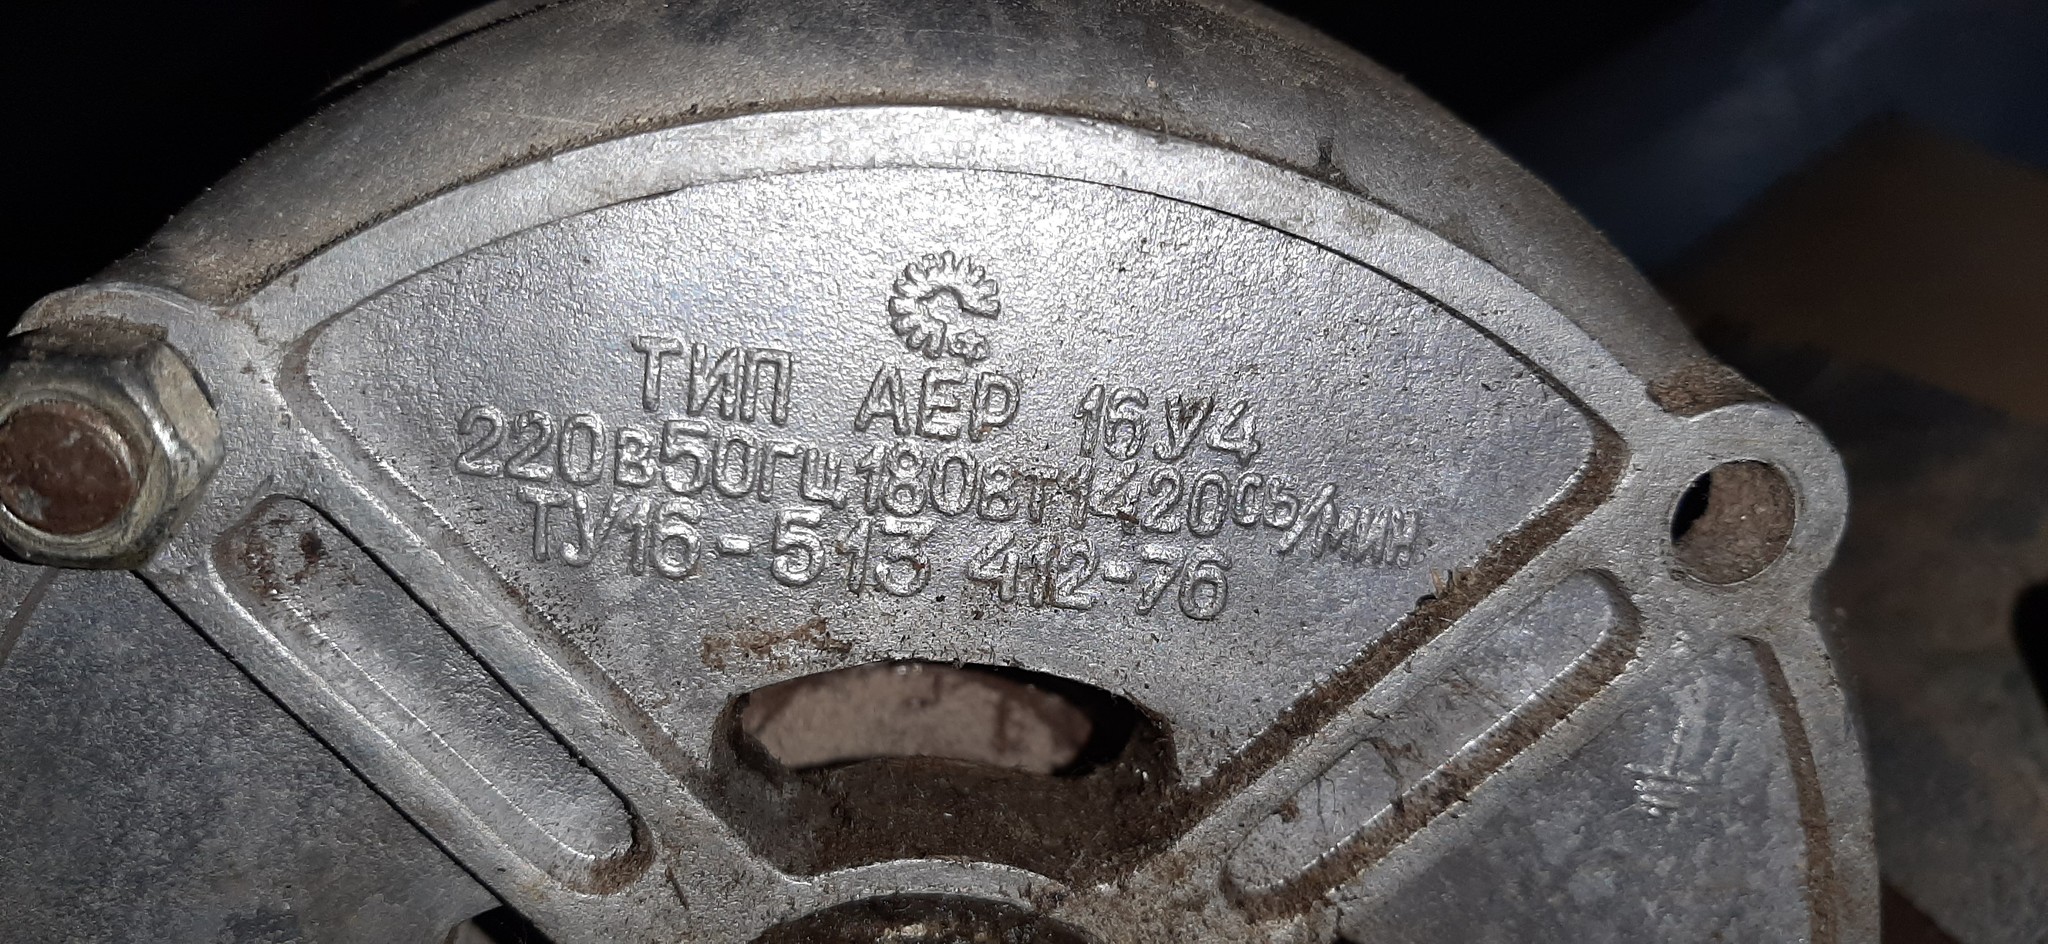 ТИП АЕР 16У4
220В50ГЦ180ВТ1420ОБ/МИН
ТУ16-513 412-76